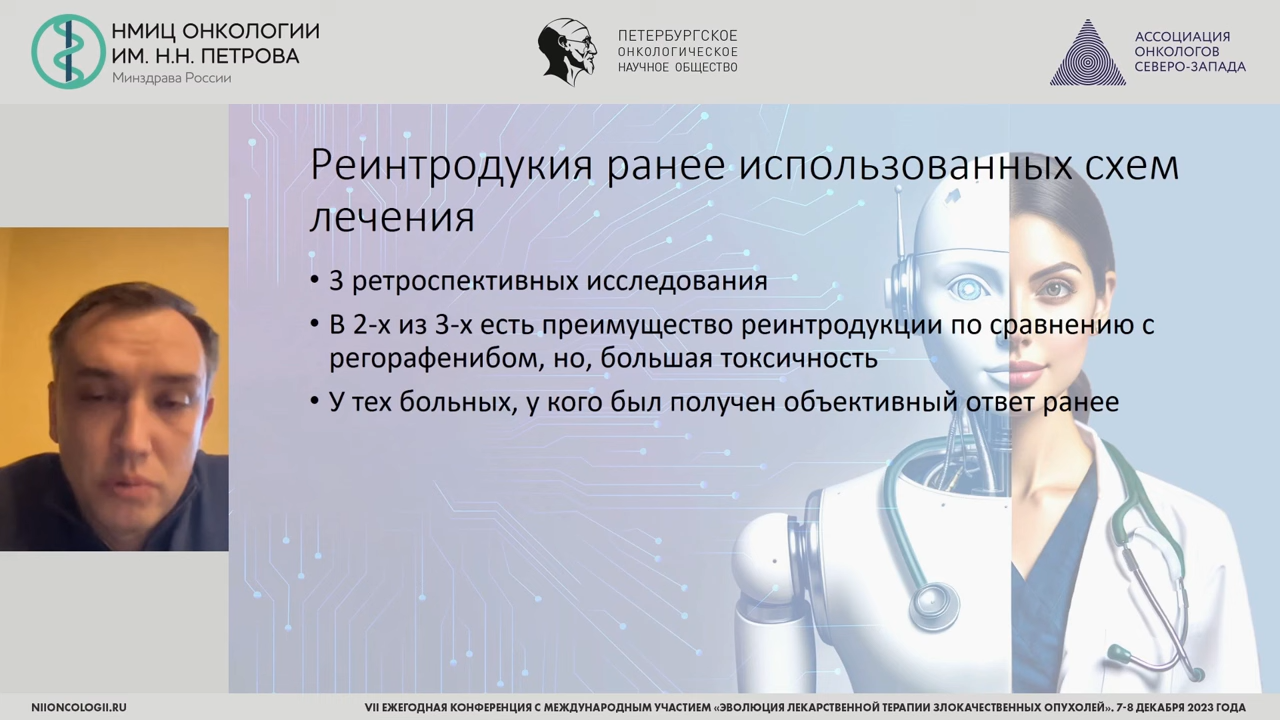 НМИЦ ОНКОЛОГИИ
ИМ. Н.Н. ПЕТРОВА
Минздрава России
ПЕТЕРБУРГСКОЕ
ОНКОЛОГИЧЕСКОЕ
НАУЧНОЕ ОБЩЕСТВО
АССОЦИАЦИЯ
ОНКОЛОГОВ
СЕВЕРО-ЗАПАДА
Реинтродукия ранее использованных схем
лечения
• 3 ретроспективных исследования
• В 2-х из 3-х есть преимущество реинтродукции по сравнению с
регорафенибом, но, большая токсичность
• У тех больных, у кого был получен объективный ответ ранее
NIIONCOLOGII.RU
VII ЕЖЕГОДНАЯ КОНФЕРЕНЦИЯ С МЕЖДУНАРОДНЫМ УЧАСТИЕМ «ЭВОЛЮЦИЯ ЛЕКАРСТВЕННОЙ ТЕРАПИИ ЗЛОКАЧЕСТВЕННЫХ ОПУХОЛЕЙ». 7-8 ДЕКАБРЯ 2023 ГОДА